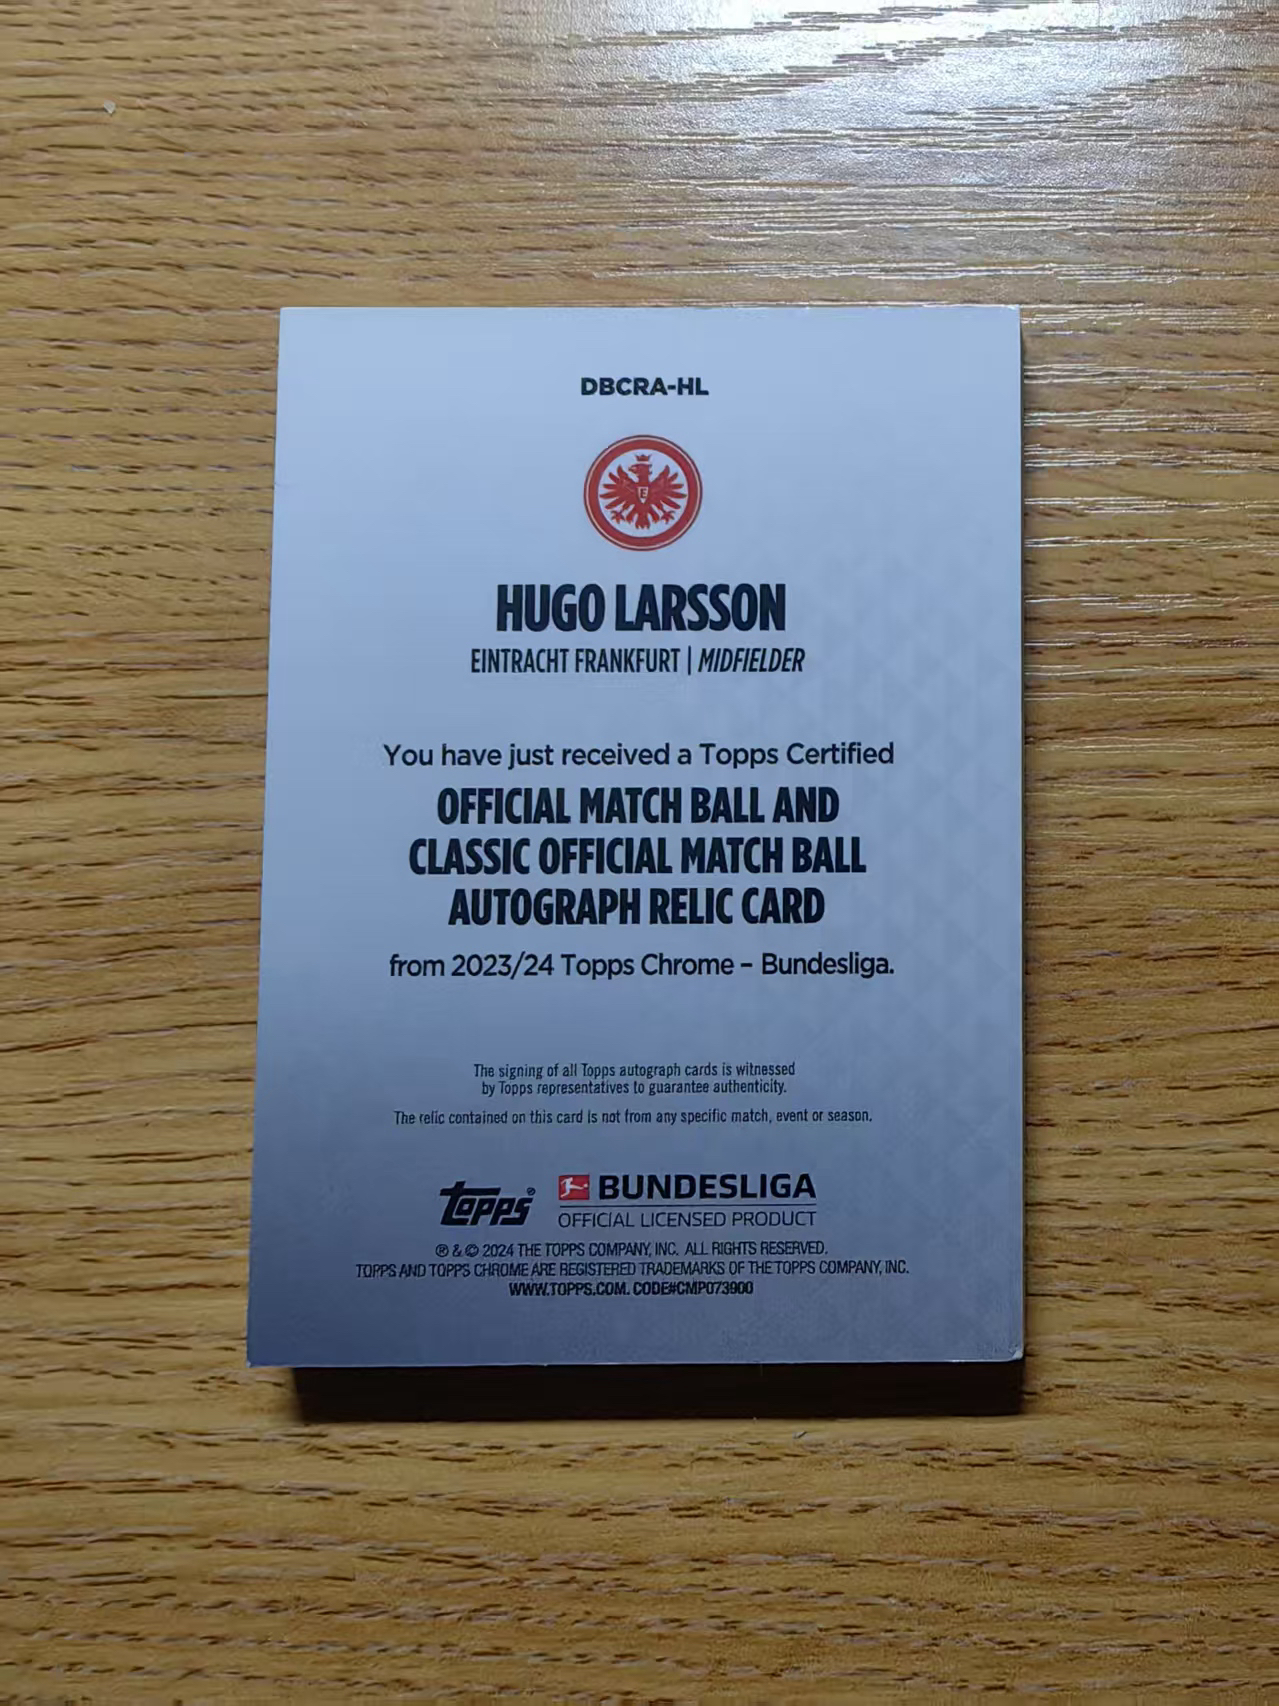 DBCRA-HL
E
HUGO LARSSON
EINTRACHT FRANKFURT | MIDFIELDER
You have just received a Topps Certified
OFFICIAL MATCH BALL AND
CLASSIC OFFICIAL MATCH BALL
AUTOGRAPH RELIC CARD
from 2023/24 Topps Chrome – Bundesliga.
The signing of all Topps autograph cards is witnessed
by Topps representatives to guarantee authenticity.
The relic contained on this card is not from any specific match, event or season.
topps® BUNDESLIGA
OFFICIAL LICENSED PRODUCT
® & © 2024 THE TOPPS COMPANY, INC. ALL RIGHTS RESERVED.
TOPPS AND TOPPS CHROME ARE REGISTERED TRADEMARKS OF THE TOPPS COMPANY, INC.
WWW.TOPPS.COM. CODE#CMP073900